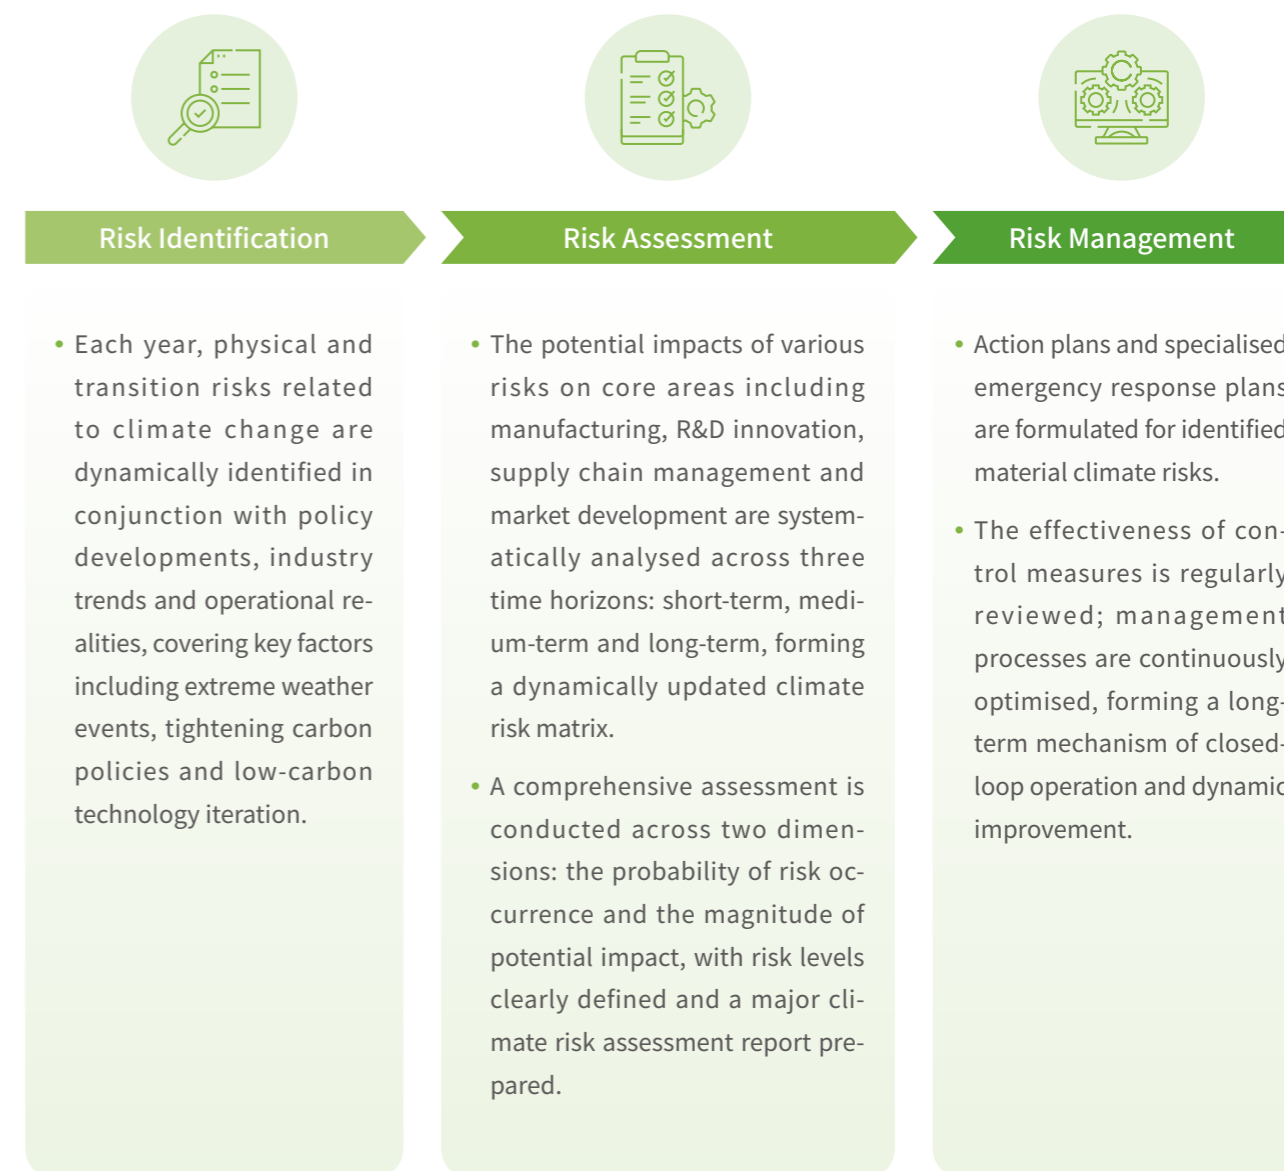 Risk Identification
Each year, physical and
transition risks related
to climate change are
dynamically identified in
conjunction with policy
developments, industry
trends and operational re-
alities, covering key factors
including extreme weather
events, tightening carbon
policies and low-carbon
technology iteration.
Risk Assessment
The potential impacts of various
risks on core areas including
manufacturing, R&D innovation,
supply chain management and
market development are system-
atically analysed across three
time horizons: short-term, medi-
um-term and long-term, forming
a dynamically updated climate
risk matrix.
A comprehensive assessment is
conducted across two dimen-
sions: the probability of risk oc-
currence and the magnitude of
potential impact, with risk levels
clearly defined and a major cli-
mate risk assessment report pre-
pared.
Risk Management
Action plans and specialised
emergency response plans
are formulated for identified
material climate risks.
The effectiveness of con-
trol measures is regularly
reviewed; management
processes are continuously
optimised, forming a long-
term mechanism of closed-
loop operation and dynamic
improvement.